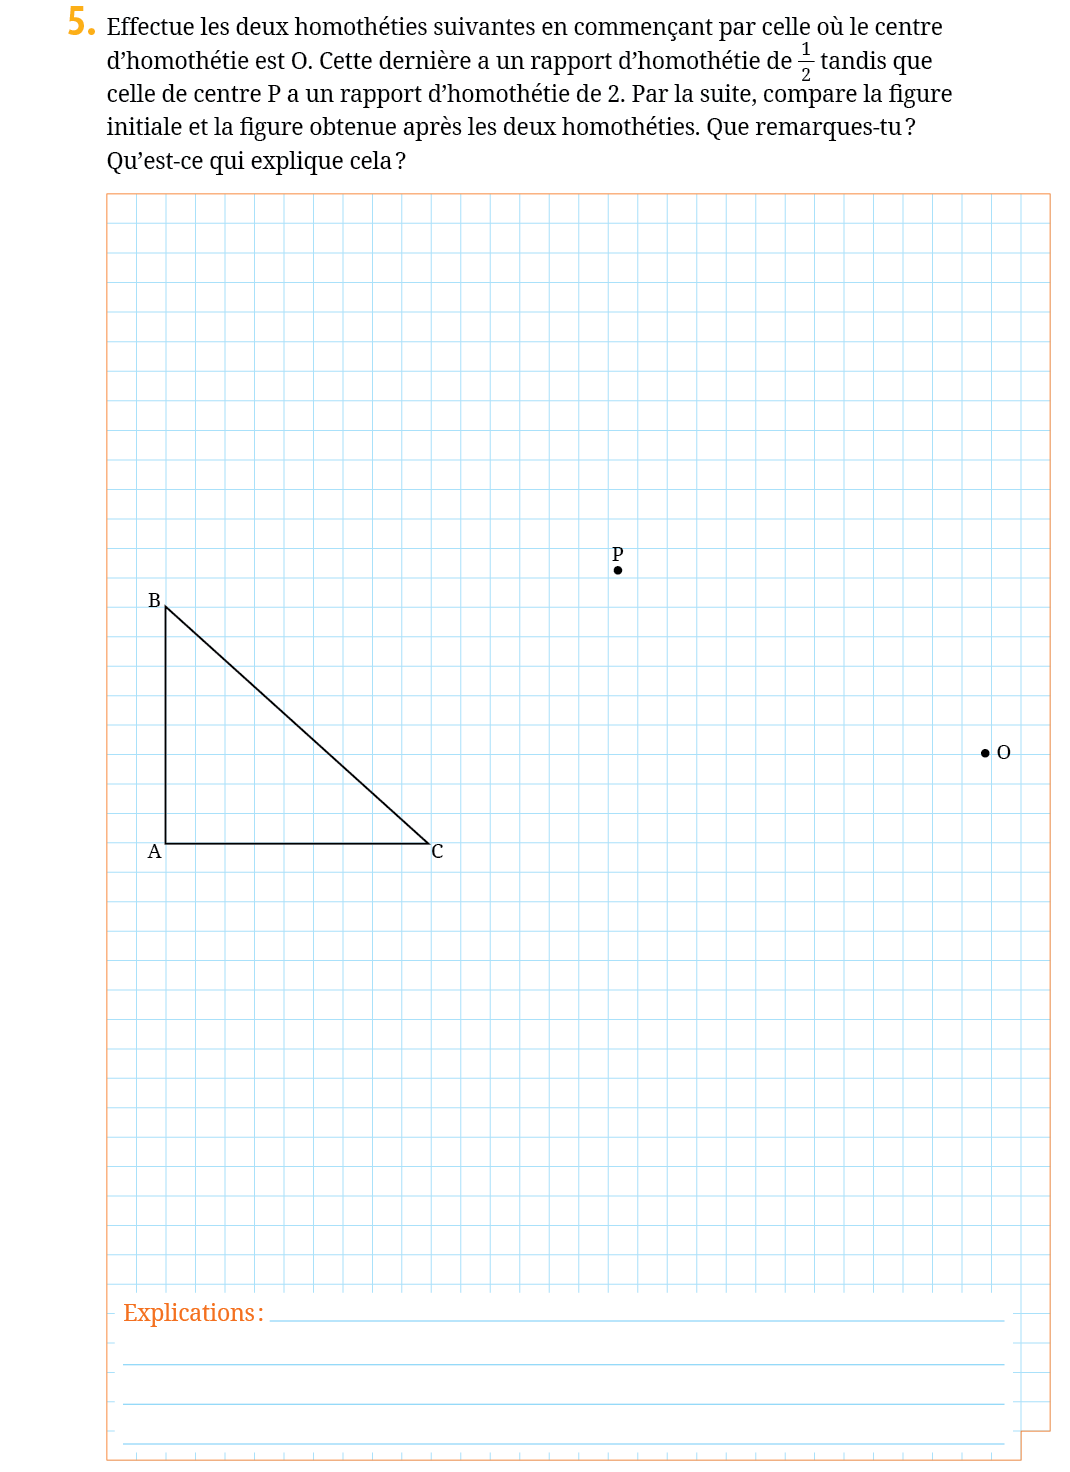 5. Effectue les deux homothéties suivantes en commençant par celle où le centre
d’homothétie est O. Cette dernière a un rapport d’homothétie de 1/2 tandis que
celle de centre P a un rapport d’homothétie de 2. Par la suite, compare la figure
initiale et la figure obtenue après les deux homothéties. Que remarques-tu ?
Qu’est-ce qui explique cela ?
P
B
O
A
C
Explications :